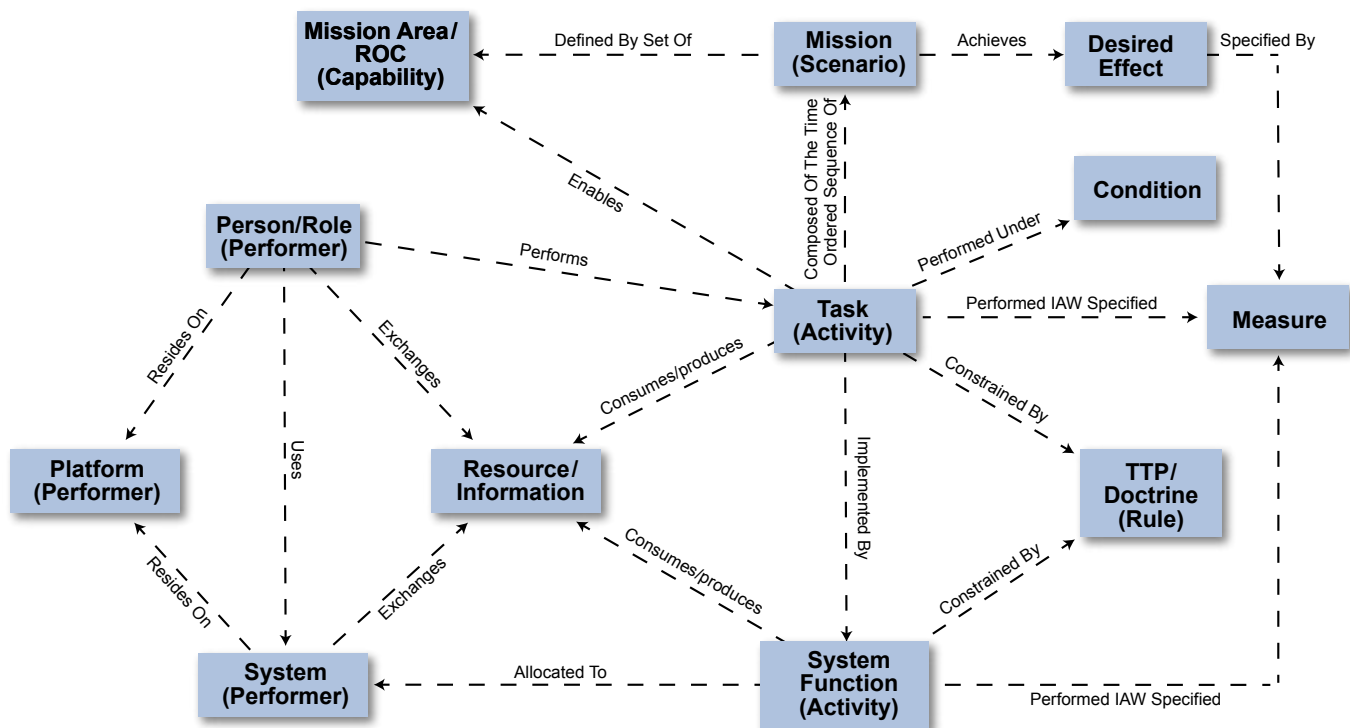 Mission Area/
ROC
(Capability)
Defined By Set Of
Mission
(Scenario)
Achieves
Desired
Effect
Specified By
Enables
Composed Of The Time
Ordered Sequence Of
Condition
Performed Under
Person/Role
(Performer)
Performs
Task
(Activity)
Performed IAW Specified
Measure
Resides On
Exchanges
Uses
Consumes/produces
Implemented By
Constrained By
Platform
(Performer)
Resource/
Information
TTP/
Doctrine
(Rule)
Resides On
Exchanges
Consumes/produces
Constrained By
System
(Performer)
Allocated To
System
Function
(Activity)
Performed IAW Specified